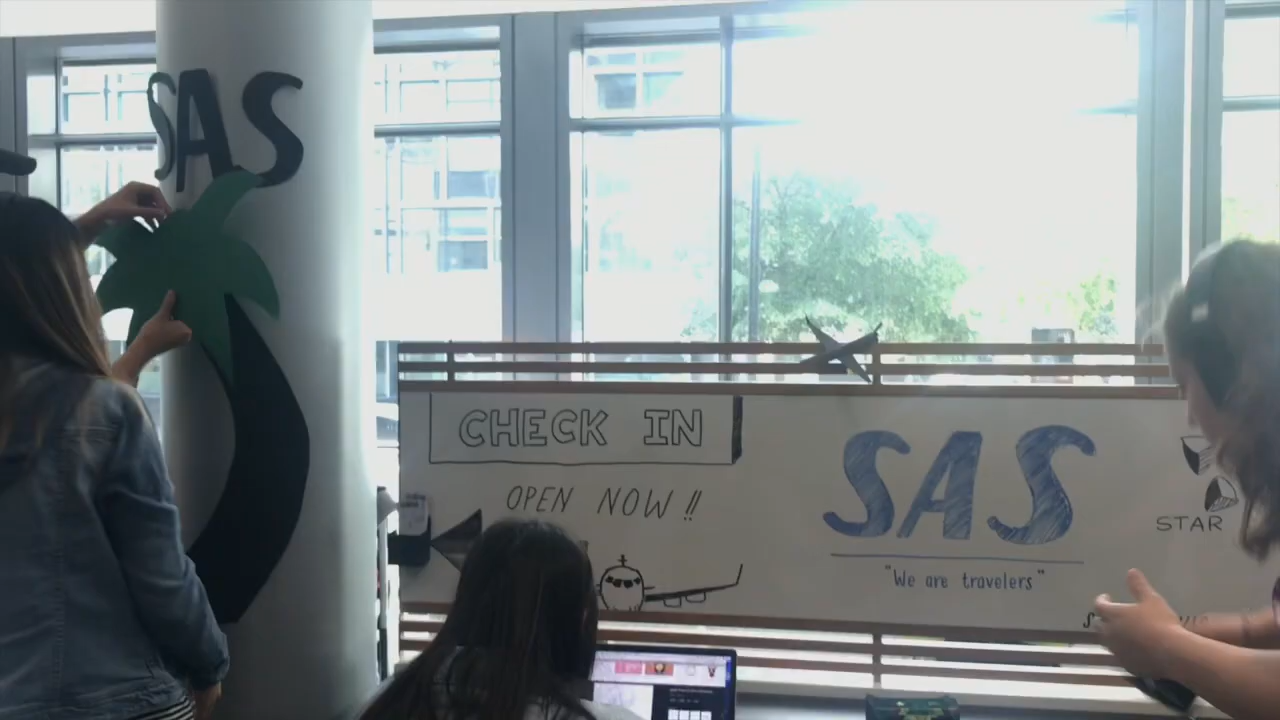 SAS
CHECK IN
OPEN NOW!!
SAS
"We are travelers"
STAR